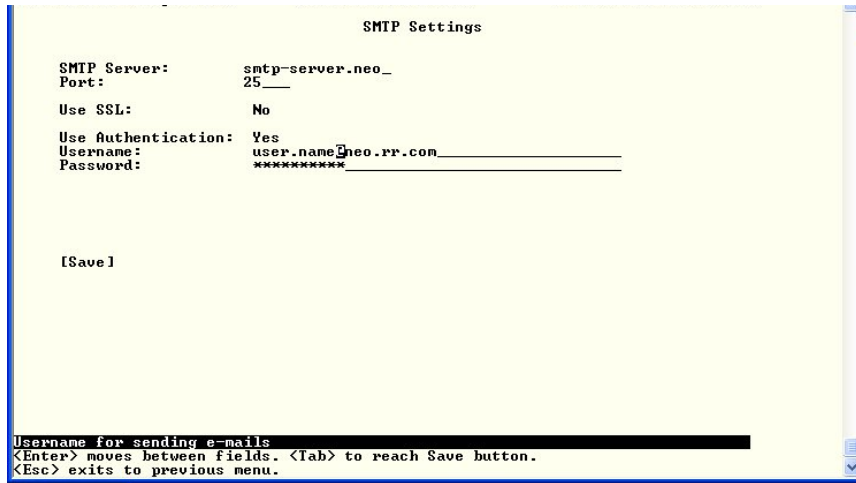 SMTP Settings
SMTP Server: smtp-server.neo_
Port: 25___
Use SSL: No
Use Authentication: Yes
Username: user.name@neo.rr.com____________________
Password: **********______________________________
[Save]
Username for sending e-mails
<Enter> moves between fields. <Tab> to reach Save button.
<Esc> exits to previous menu.